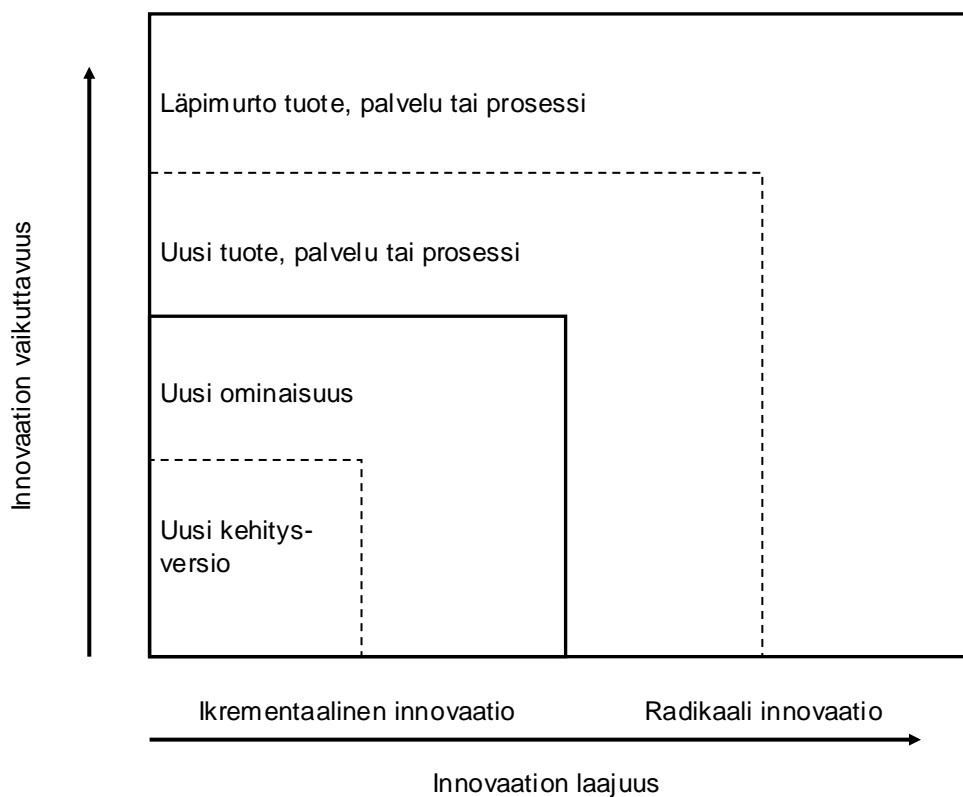 Läpimurto tuote, palvelu tai prosessi
Uusi tuote, palvelu tai prosessi
Uusi ominaisuus
Uusi kehitys-
versio
Innovaation vaikuttavuus
Ikrementaalinen innovaatio
Radikaali innovaatio
Innovaation laajuus